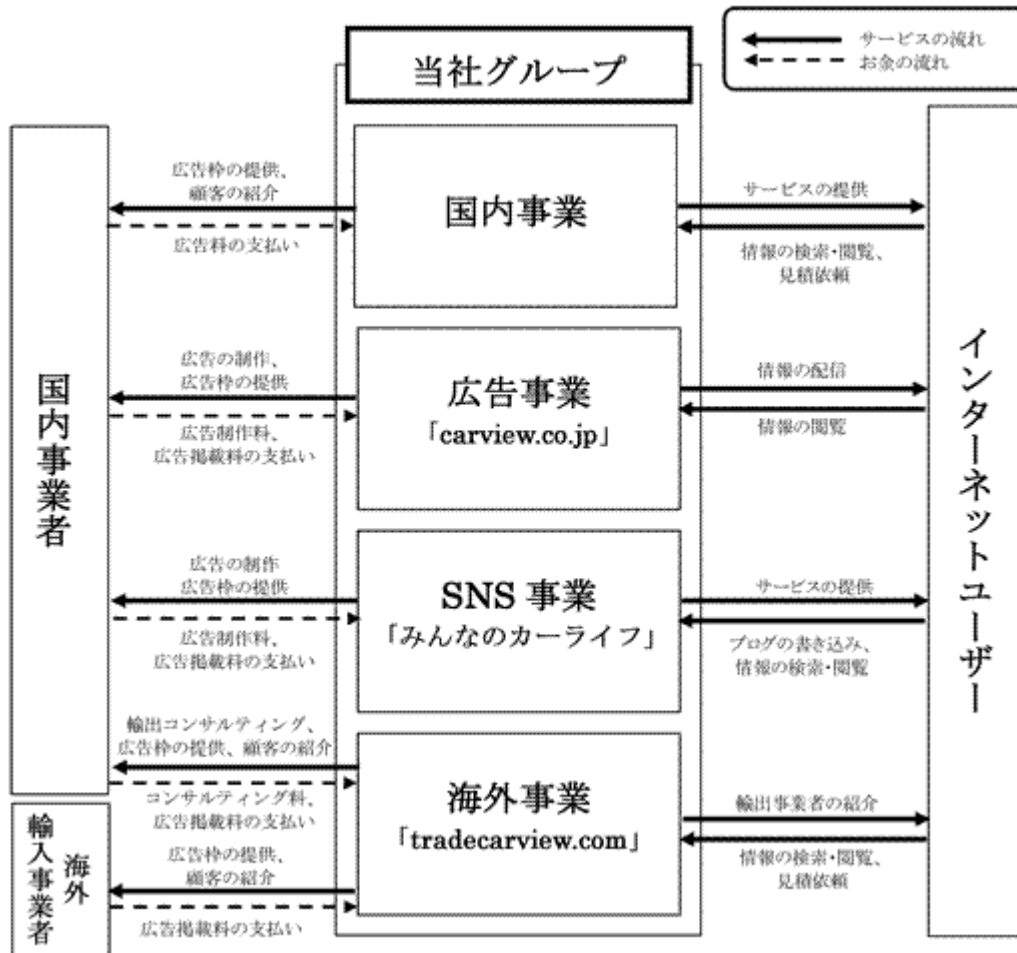 サービスの流れ
お金の流れ
当社グループ
国内事業者
海外
輸入事業者
インターネットユーザー
広告枠の提供、
顧客の紹介
広告料の支払い
国内事業
サービスの提供
情報の検索・閲覧、
見積依頼
広告の制作、
広告枠の提供
広告制作料、
広告掲載料の支払い
広告事業
「carview.co.jp」
情報の配信
情報の閲覧
広告の制作
広告枠の提供
広告制作料、
広告掲載料の支払い
SNS 事業
「みんなのカーライフ」
サービスの提供
ブログの書き込み、
情報の検索・閲覧
輸出コンサルティング、
広告枠の提供、顧客の紹介
コンサルティング料、
広告掲載料の支払い
広告枠の提供、
顧客の紹介
広告掲載料の支払い
海外事業
「tradecarview.com」
輸出事業者の紹介
情報の検索・閲覧、
見積依頼